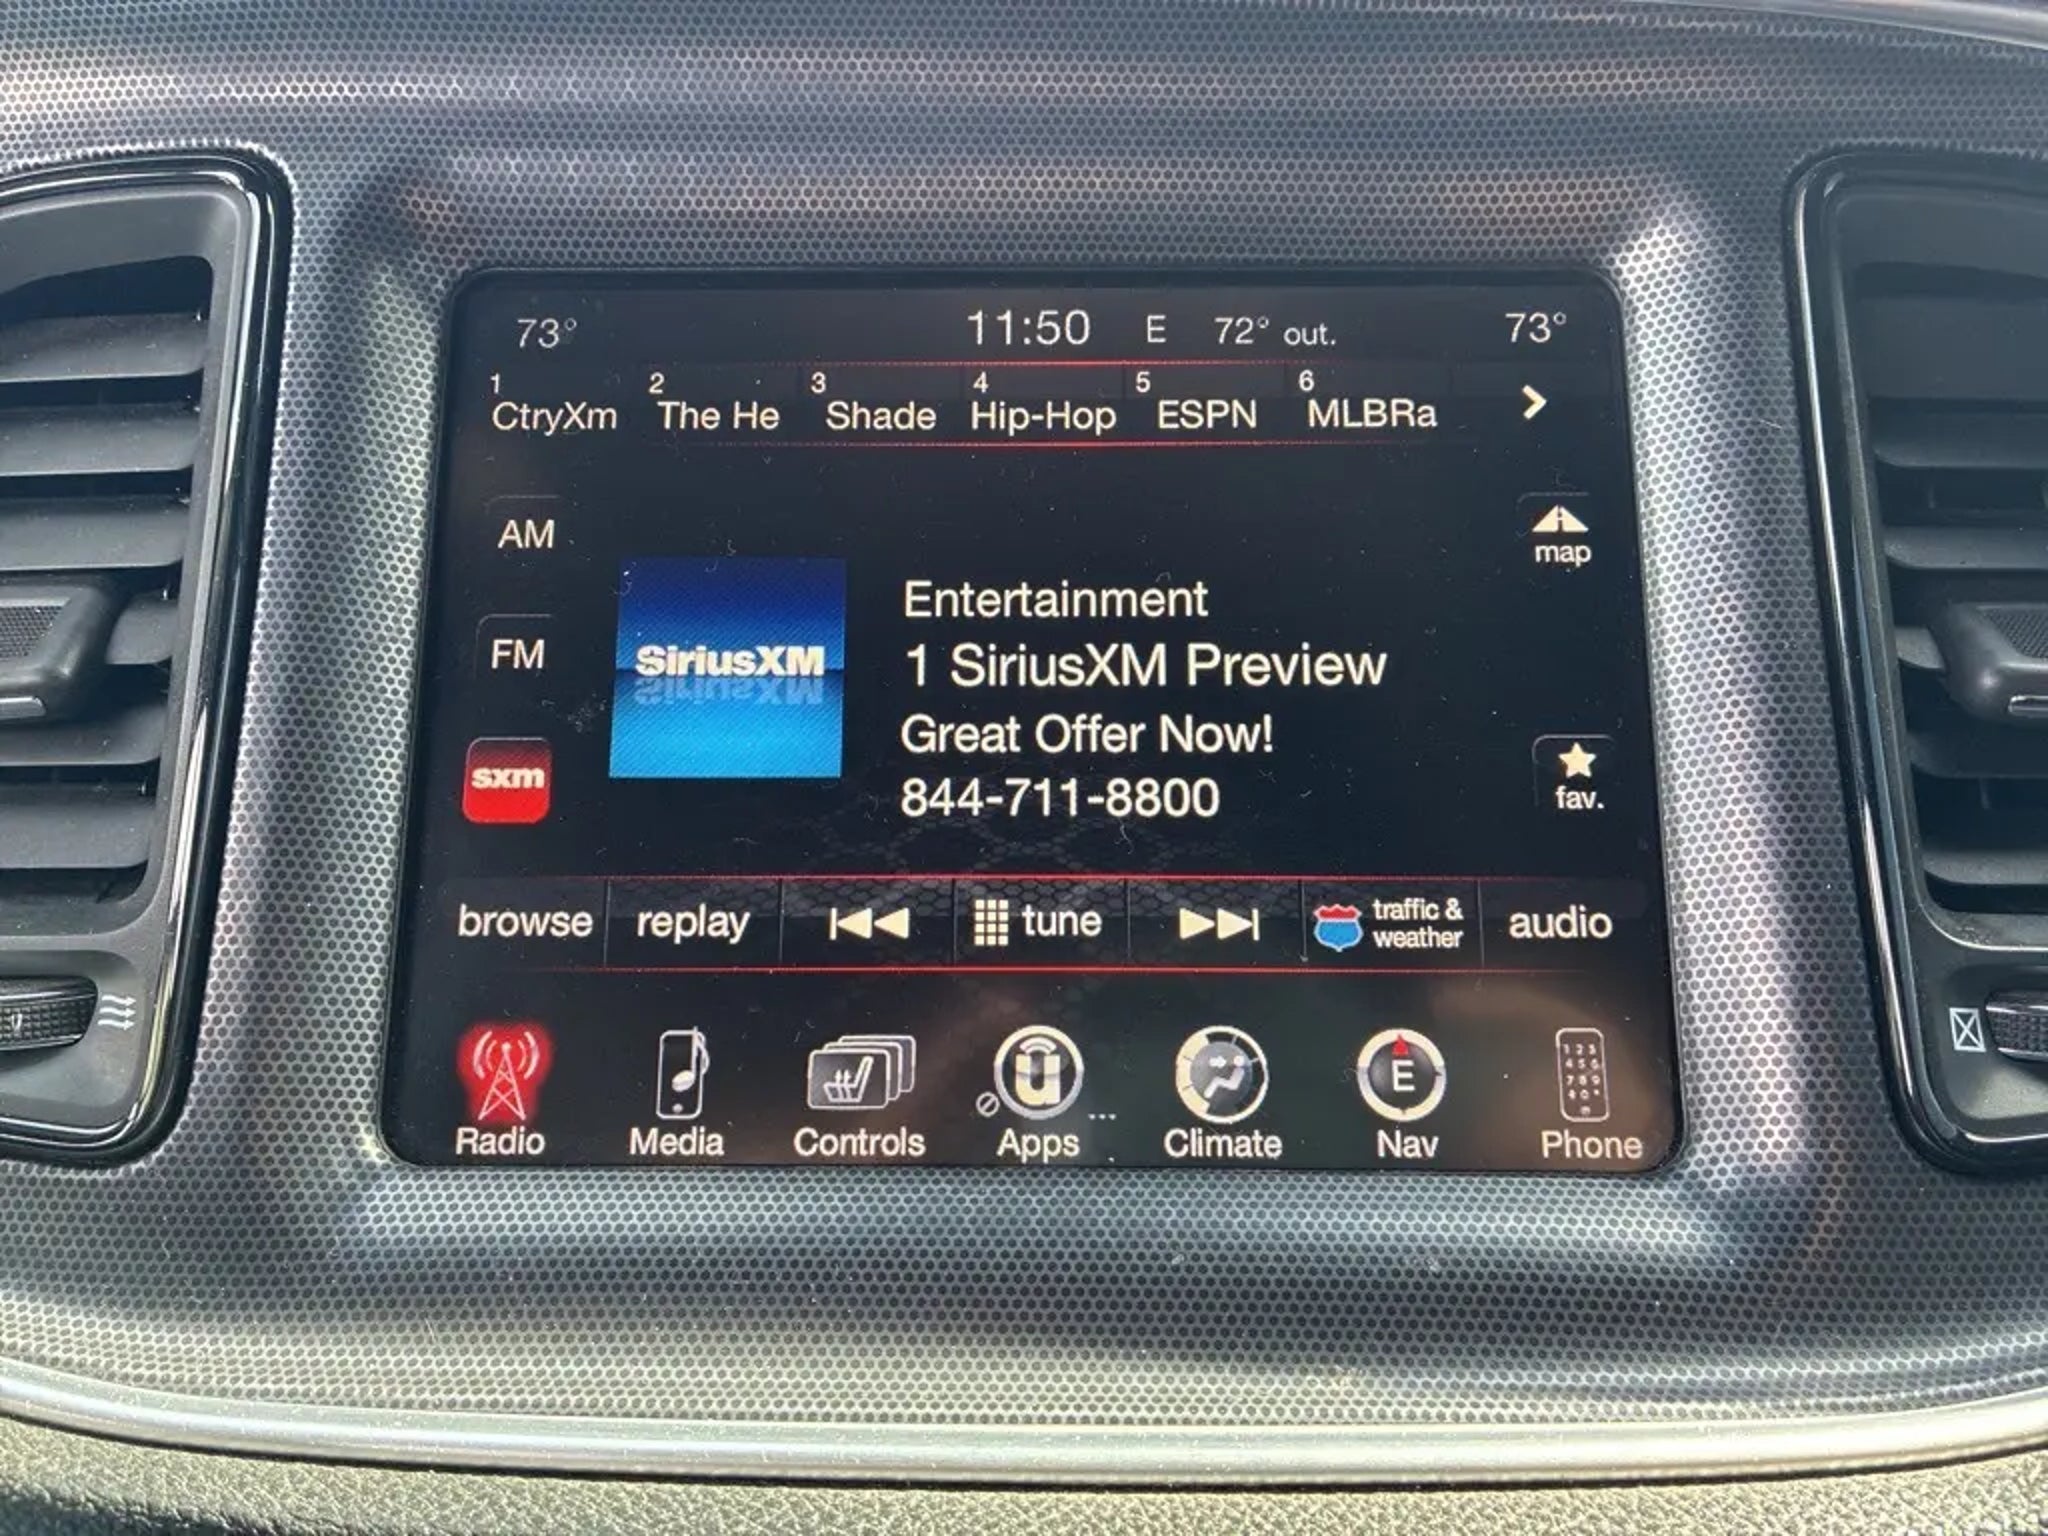 73° 11:50 E 72° out. 73°
1 2 3 4 5 6
CtryXm The He Shade Hip-Hop ESPN MLBRa
AM
map
Entertainment
FM
SiriusXM
1 SiriusXM Preview
Great Offer Now!
sxm
844-711-8800
fav.
browse replay tune traffic & weather audio
E
Radio Media Controls Apps Climate Nav Phone